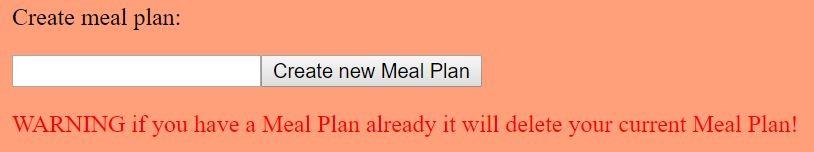 Create meal plan:
Create new Meal Plan
WARNING if you have a Meal Plan already it will delete your current Meal Plan!